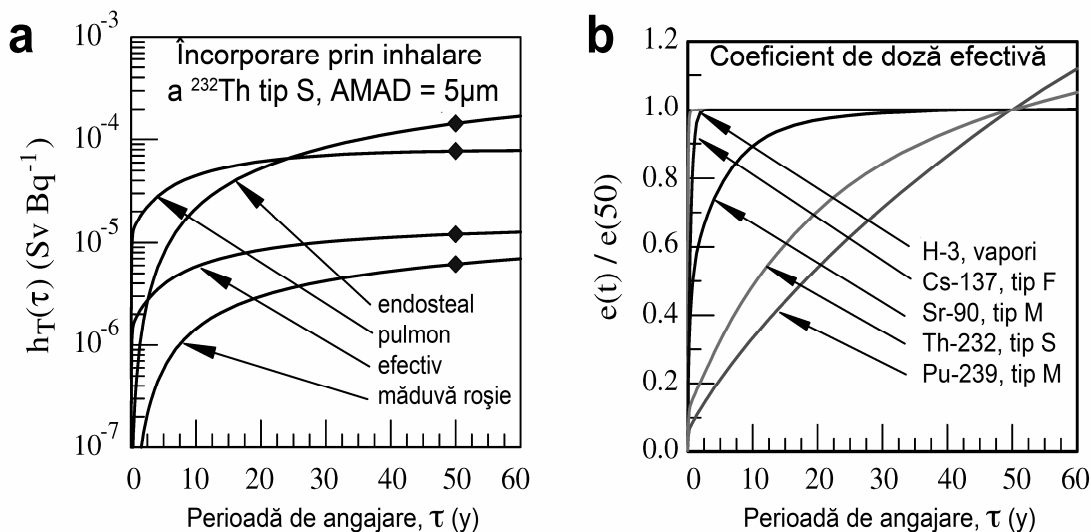 a
Încorporare prin inhalare
a ²³²Th tip S, AMAD = 5µm
10⁻³
10⁻⁴
10⁻⁵
10⁻⁶
10⁻⁷
h_T(τ) (Sv Bq⁻¹)
endosteal
pulmon
efectiv
măduvă roşie
0 10 20 30 40 50 60
Perioadă de angajare, τ (y)
b
Coeficient de doză efectivă
1.2
1.0
0.8
0.6
0.4
0.2
0.0
e(t) / e(50)
H-3, vapori
Cs-137, tip F
Sr-90, tip M
Th-232, tip S
Pu-239, tip M
0 10 20 30 40 50 60
Perioadă de angajare, τ (y)